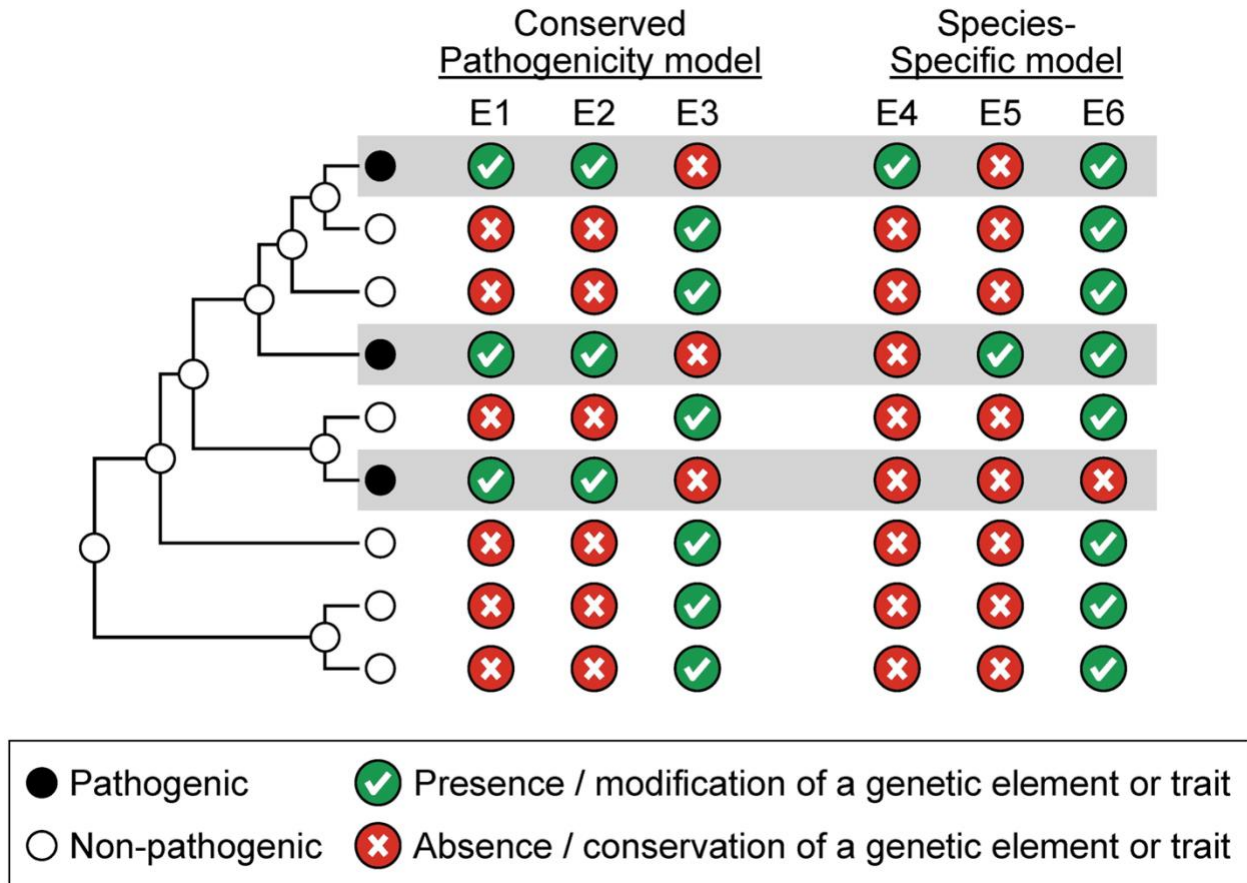 Conserved
Pathogenicity model
Species-
Specific model
E1 E2 E3 E4 E5 E6
Pathogenic
Presence / modification of a genetic element or trait
Non-pathogenic
Absence / conservation of a genetic element or trait